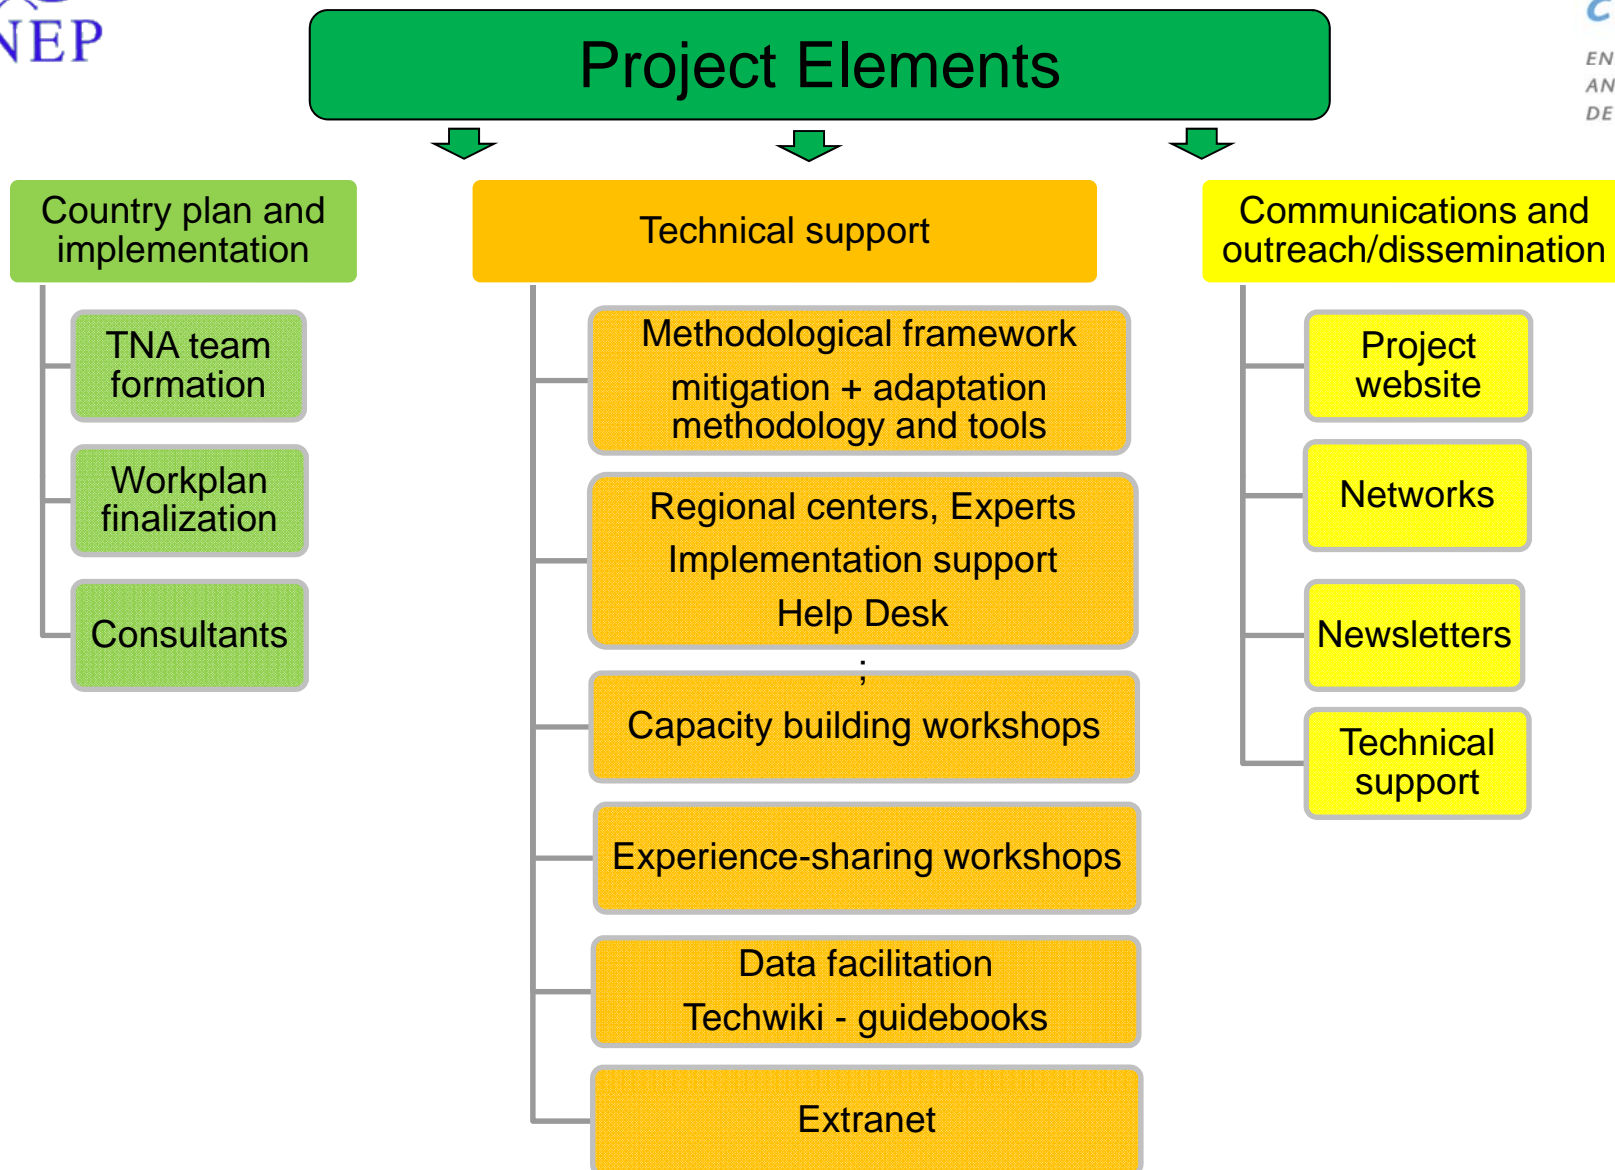 NEP
Project Elements
C
EN
AN
DE
Country plan and
implementation
TNA team
formation
Workplan
finalization
Consultants
Technical support
Methodological framework
mitigation + adaptation
methodology and tools
Regional centers, Experts
Implementation support
Help Desk
;
Capacity building workshops
Experience-sharing workshops
Data facilitation
Techwiki - guidebooks
Extranet
Communications and
outreach/dissemination
Project
website
Networks
Newsletters
Technical
support